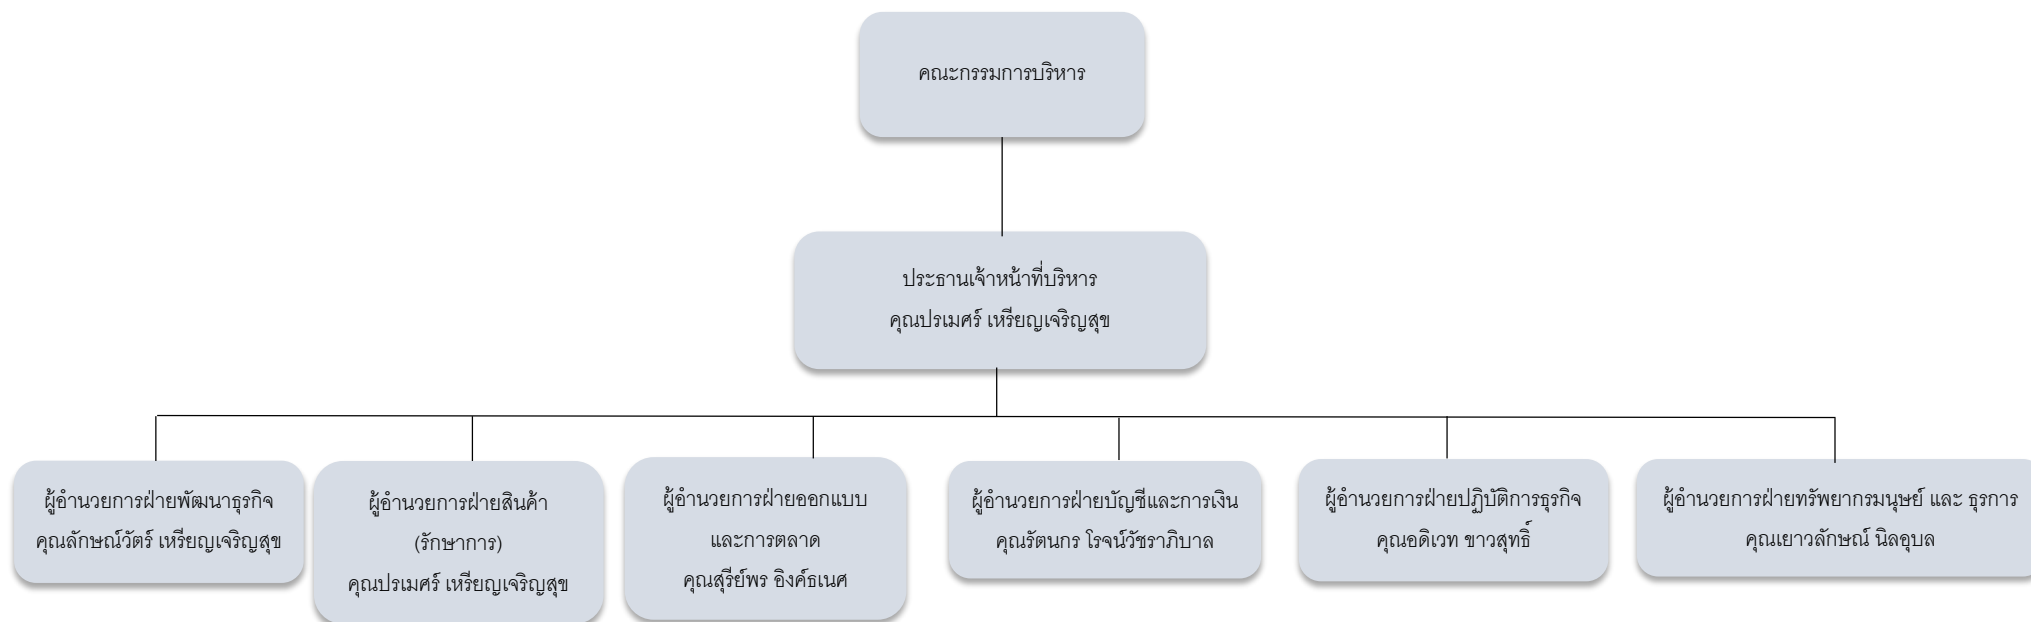 คณะกรรมการบริหาร
ประธานเจ้าหน้าที่บริหาร
คุณปรเมศร์ เหรียญเจริญสุข
ผู้อำนวยการฝ่ายพัฒนาธุรกิจ
คุณลักษณ์วัตร์ เหรียญเจริญสุข
ผู้อำนวยการฝ่ายสินค้า
(รักษาการ)
คุณปรเมศร์ เหรียญเจริญสุข
ผู้อำนวยการฝ่ายออกแบบ
และการตลาด
คุณสุรีย์พร อิงค์ธเนศ
ผู้อำนวยการฝ่ายบัญชีและการเงิน
คุณรัตนกร โรจน์วัชราภิบาล
ผู้อำนวยการฝ่ายปฏิบัติการธุรกิจ
คุณอดิเวท ขาวสุทธิ์
ผู้อำนวยการฝ่ายทรัพยากรมนุษย์ และ ธุรการ
คุณเยาวลักษณ์ นิลอุบล